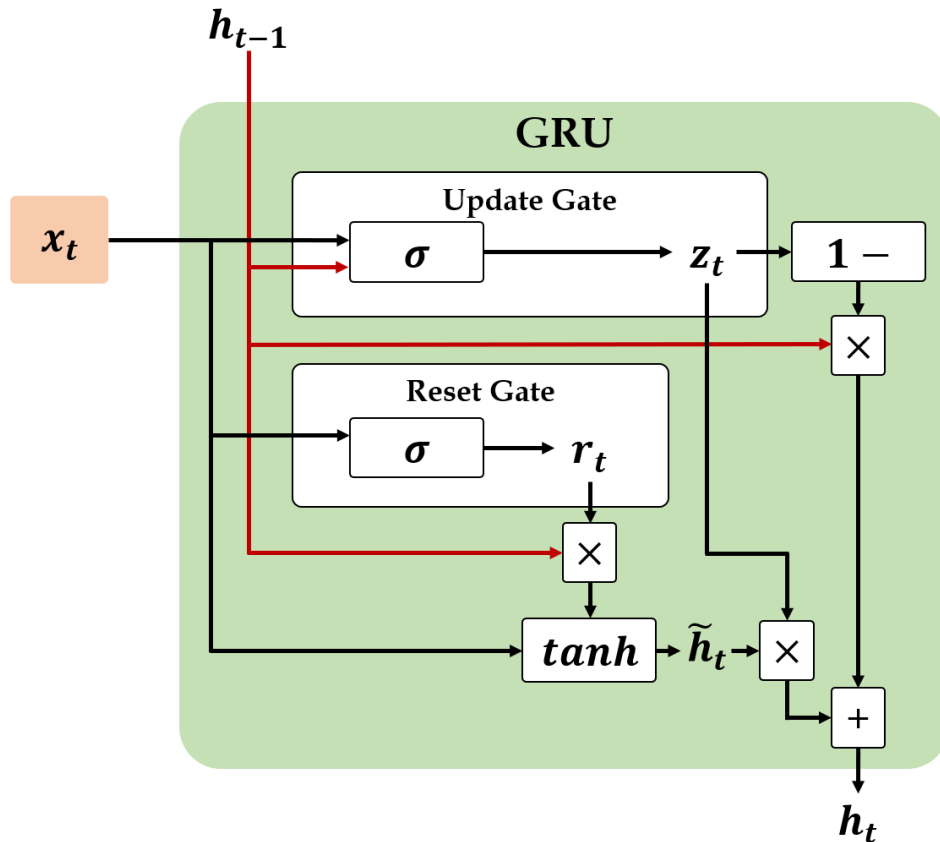 h_{t-1}
GRU
x_t
Update Gate
σ
z_t
1 −
×
Reset Gate
σ
r_t
×
tanh
h̃_t
×
+
h_t